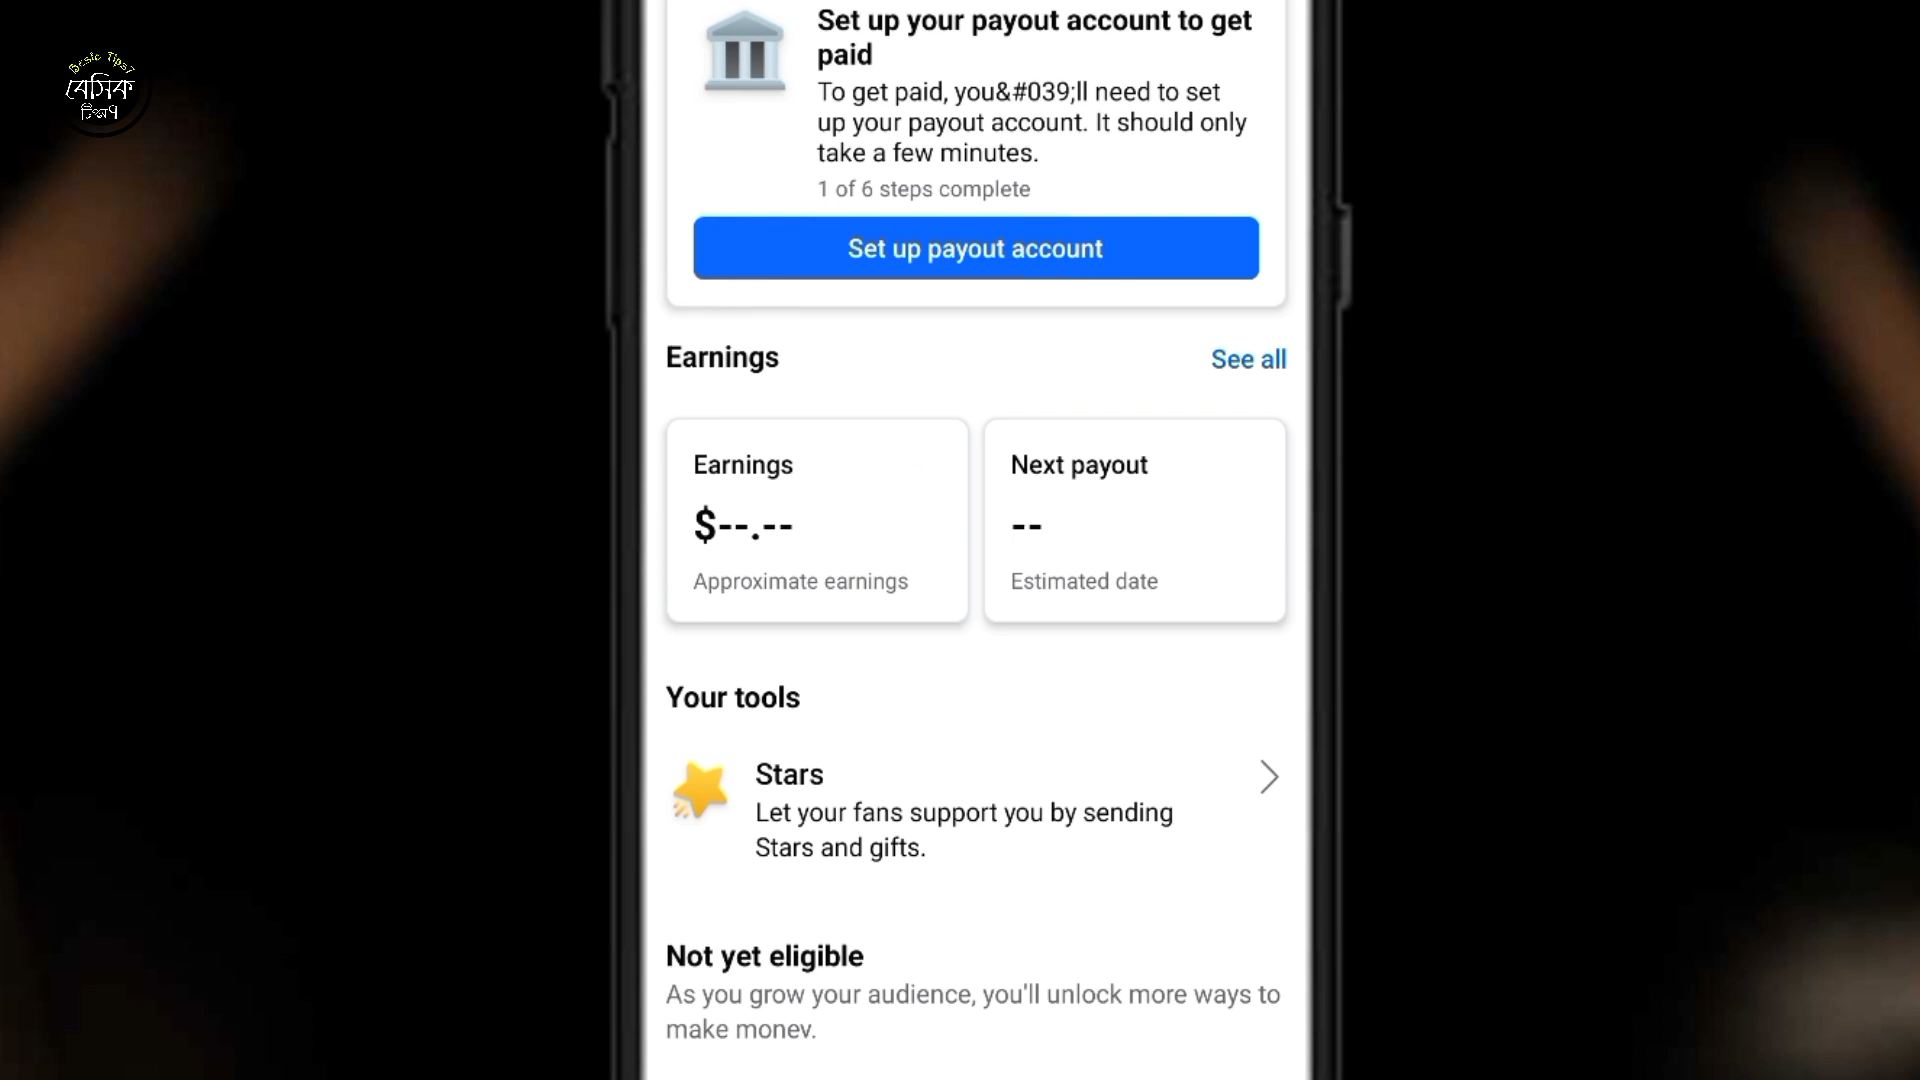 Basic Tips7
বেসিক
টিপ্স৭
Set up your payout account to get
paid
To get paid, you&#039;ll need to set
up your payout account. It should only
take a few minutes.
1 of 6 steps complete
Set up payout account
Earnings
See all
Earnings
$--.--
Approximate earnings
Next payout
--
Estimated date
Your tools
Stars
Let your fans support you by sending
Stars and gifts.
Not yet eligible
As you grow your audience, you'll unlock more ways to
make money.